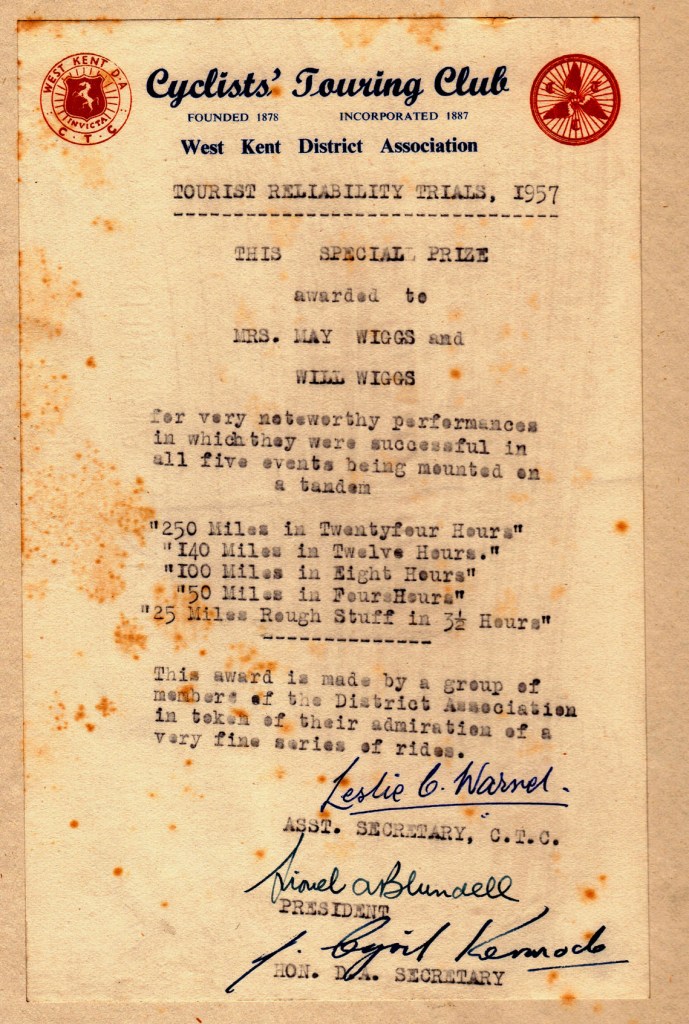 WEST KENT D.A
INVICTA
C.T.C
Cyclists' Touring Club
C T C
FOUNDED 1878 INCORPORATED 1887
West Kent District Association
TOURIST RELIABILITY TRIALS, 1957
THIS SPECIAL PRIZE
awarded to
MRS. MAY WIGGS and
WILL WIGGS
for very noteworthy performances
in which they were successful in
all five events being mounted on
a tandem
"250 Miles in Twentyfour Hours"
"140 Miles in Twelve Hours."
"100 Miles in Eight Hours"
"50 Miles in Four Hours"
"25 Miles Rough Stuff in 3½ Hours"
This award is made by a group of
members of the District Association
in token of their admiration of a
very fine series of rides.
Leslie C. Warner.
ASST. SECRETARY, C.T.C.
Lionel A Blundell
PRESIDENT
J. Cyril Kermode
HON. D.A. SECRETARY